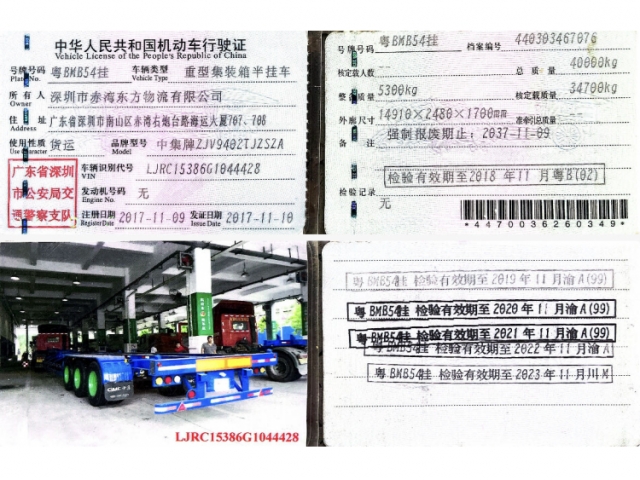 中华人民共和国机动车行驶证
Vehicle License of the People's Republic of China
号牌号码 粤BMB54挂 车辆类型 重型集装箱半挂车
Plate No. Vehicle Type
所有人 深圳市赤湾东方物流有限公司
Owner
住址 广东省深圳市南山区赤湾右炮台路海运大厦707、708
Address
使用性质 货运 品牌型号 中集牌ZJV9402TJZSZA
Use Character Model
广东省深圳
市公安局交
通警察支队
车辆识别代号 LJRC15386G1044428
VIN
发动机号码 无
Engine No.
注册日期 2017-11-09 发证日期 2017-11-10
Register Date Issue Date
号牌号码 粤BMB54挂 档案编号 440303467076
核定载人数 总质量 40000kg
整备质量 5300kg 核定载质量 34700kg
外廓尺寸 14910×2480×1700mm 准牵引总质量
备注 强制报废期止：2037-11-09
检验有效期至2018年11月粤B(02)
检验记录
无
*4470036260349*
LJRC15386G1044428
粤BMB54挂 检验有效期至2019年11月渝A(99)
粤BMB54挂 检验有效期至2020年11月渝A(99)
粤BMB54挂 检验有效期至2021年11月渝A(99)
粤BMB54挂 检验有效期至2022年11月渝A
粤BMB54挂 检验有效期至2023年11月川M